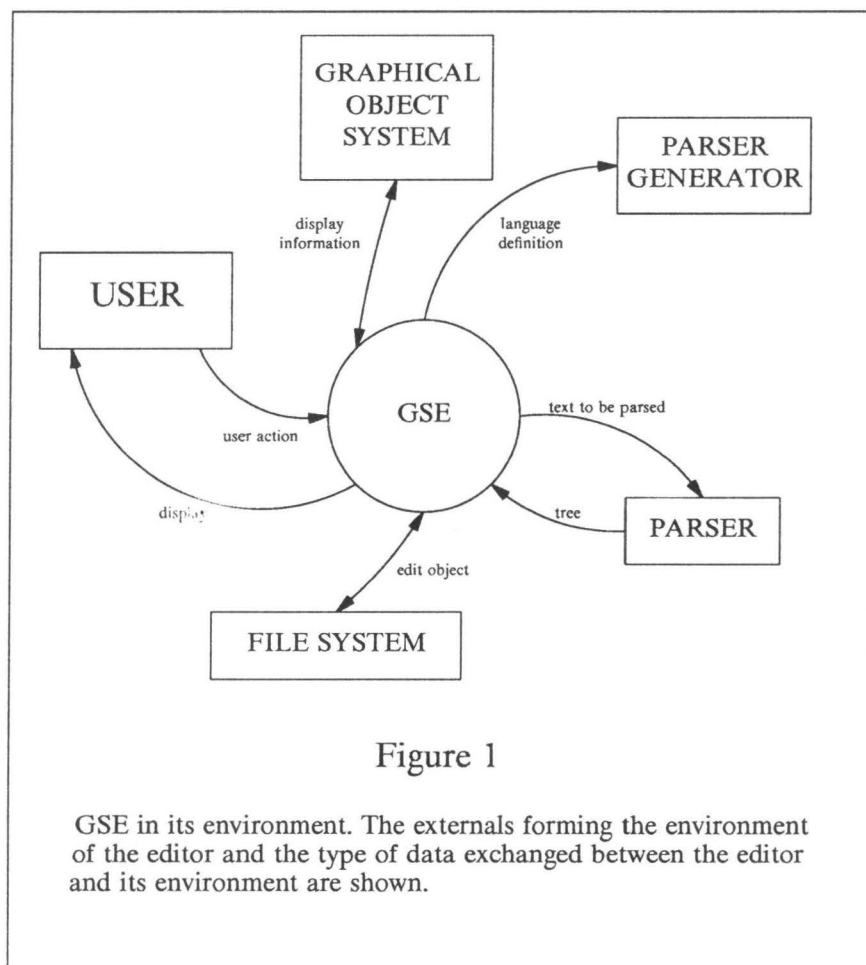 GRAPHICAL
OBJECT
SYSTEM
PARSER
GENERATOR
display
information
language
definition
USER
GSE
text to be parsed
user action
display
tree
PARSER
edit object
FILE SYSTEM
Figure 1
GSE in its environment. The externals forming the environment
of the editor and the type of data exchanged between the editor
and its environment are shown.